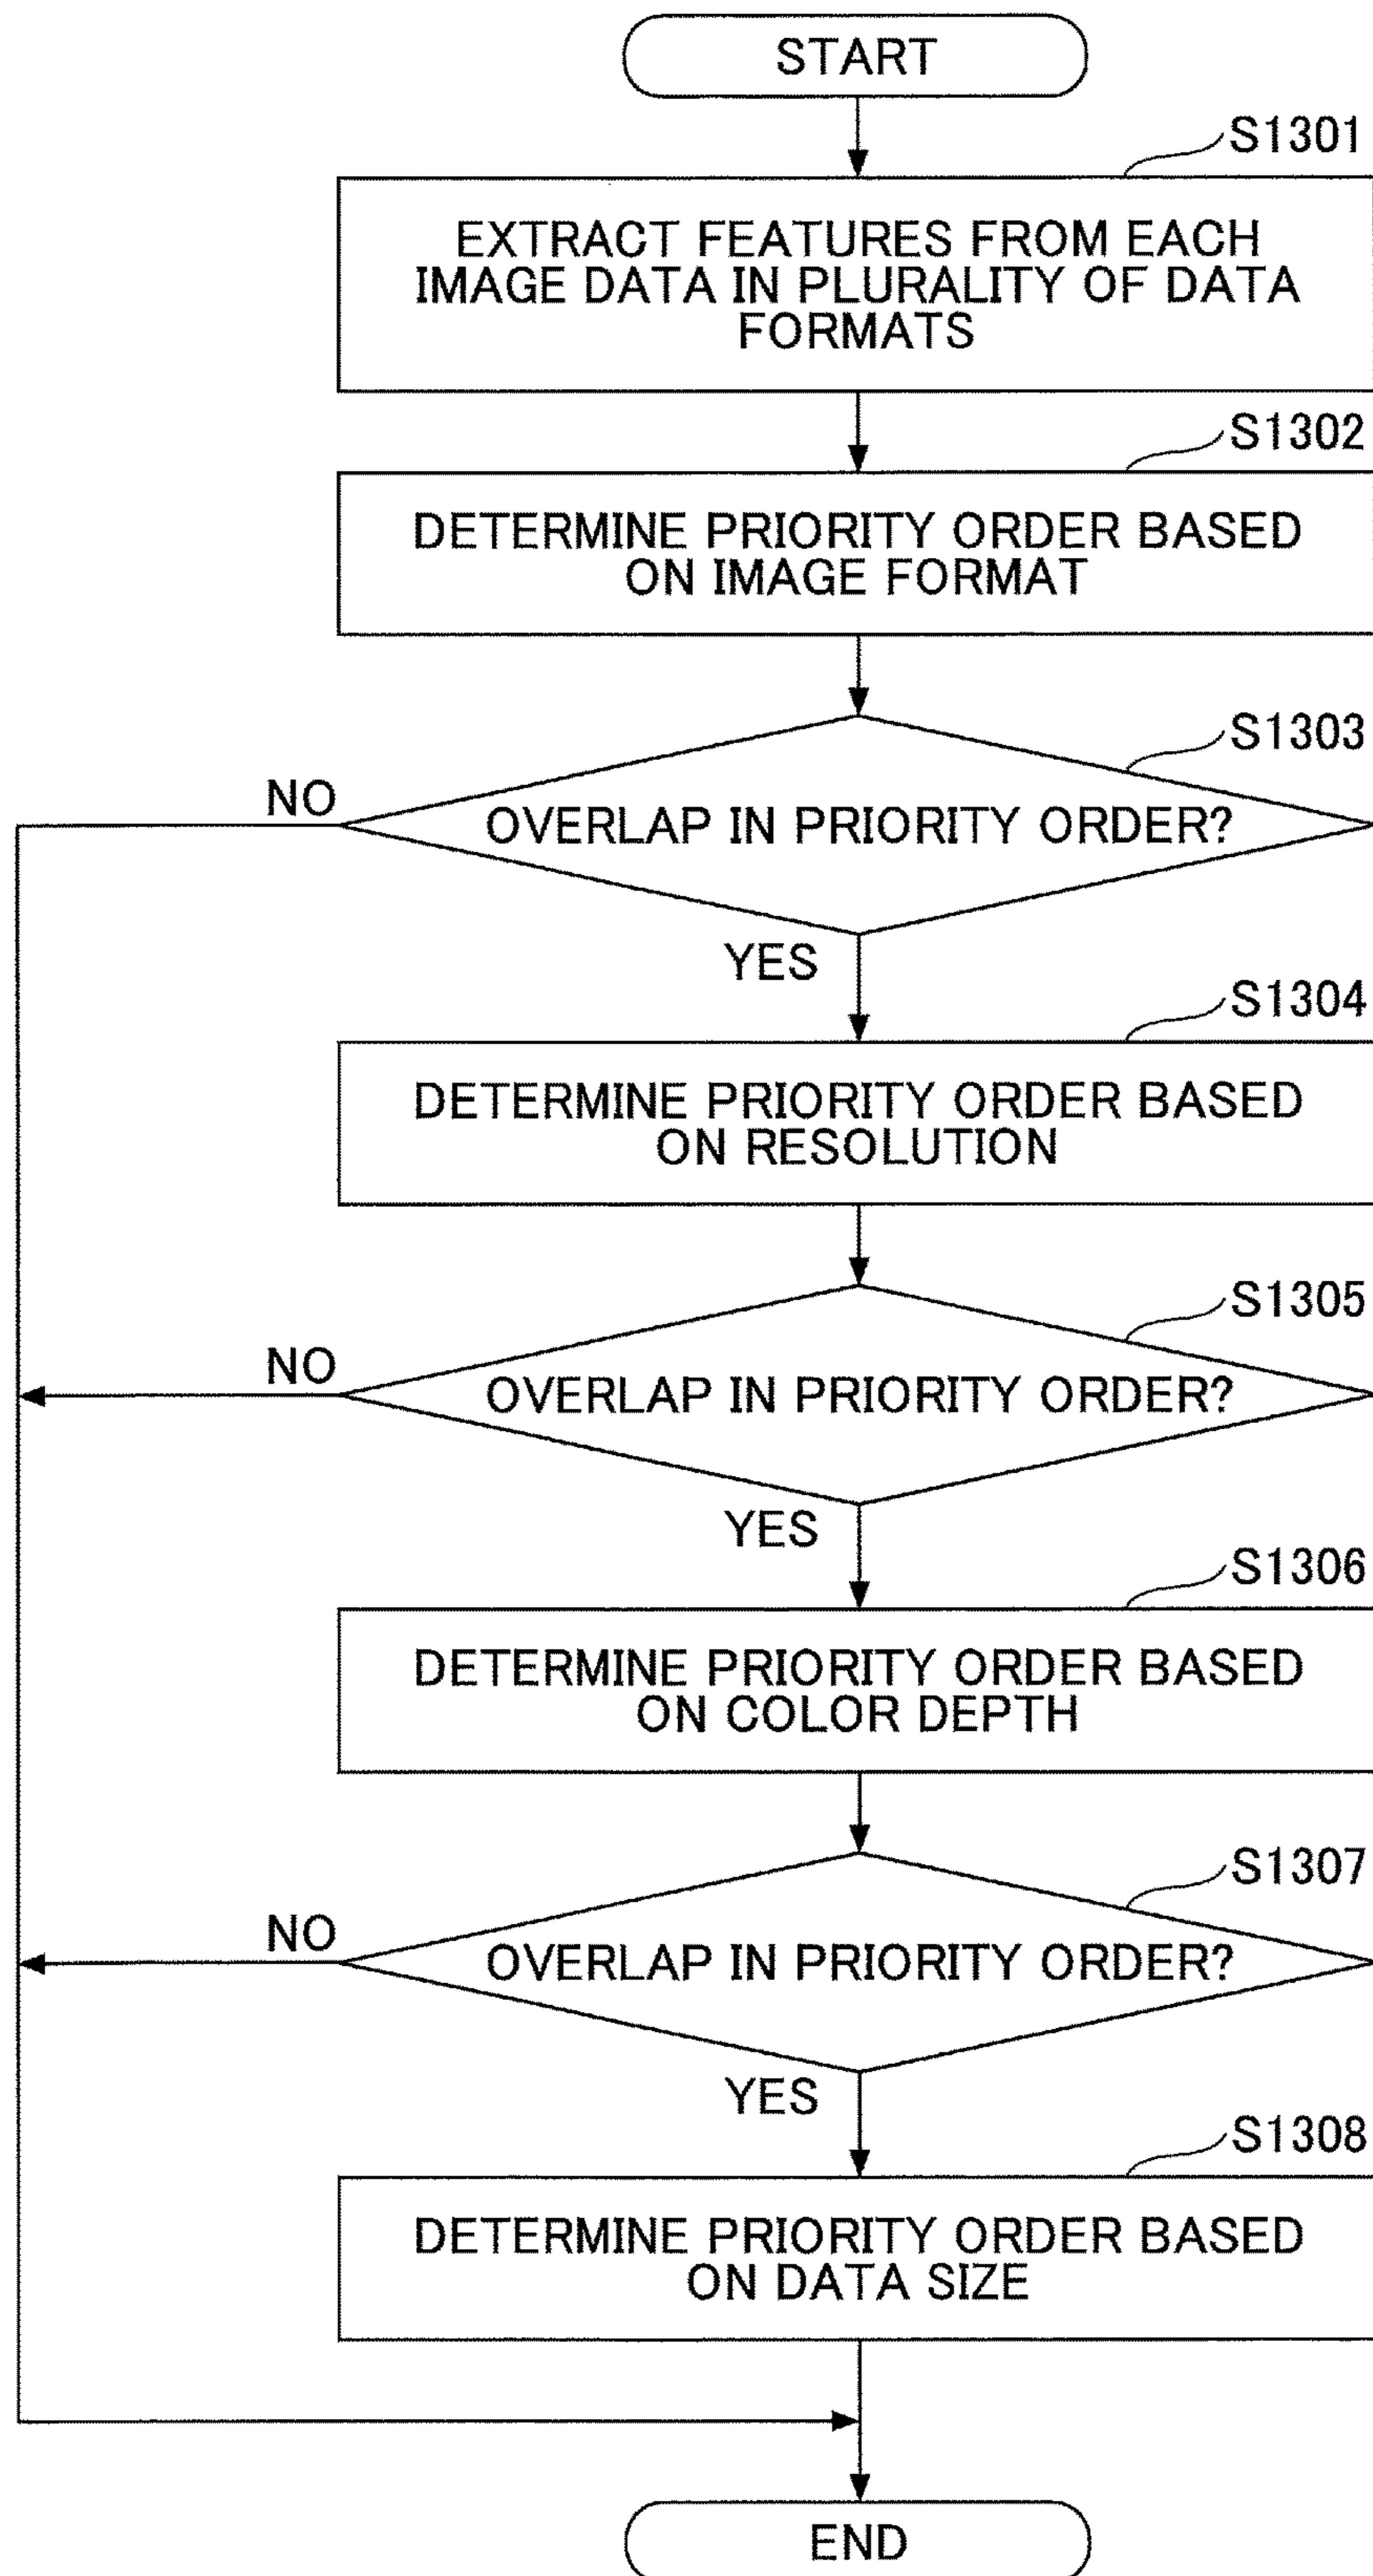 START
S1301
EXTRACT FEATURES FROM EACH
IMAGE DATA IN PLURALITY OF DATA
FORMATS
S1302
DETERMINE PRIORITY ORDER BASED
ON IMAGE FORMAT
S1303
NO
OVERLAP IN PRIORITY ORDER?
YES
S1304
DETERMINE PRIORITY ORDER BASED
ON RESOLUTION
S1305
NO
OVERLAP IN PRIORITY ORDER?
YES
S1306
DETERMINE PRIORITY ORDER BASED
ON COLOR DEPTH
S1307
NO
OVERLAP IN PRIORITY ORDER?
YES
S1308
DETERMINE PRIORITY ORDER BASED
ON DATA SIZE
END